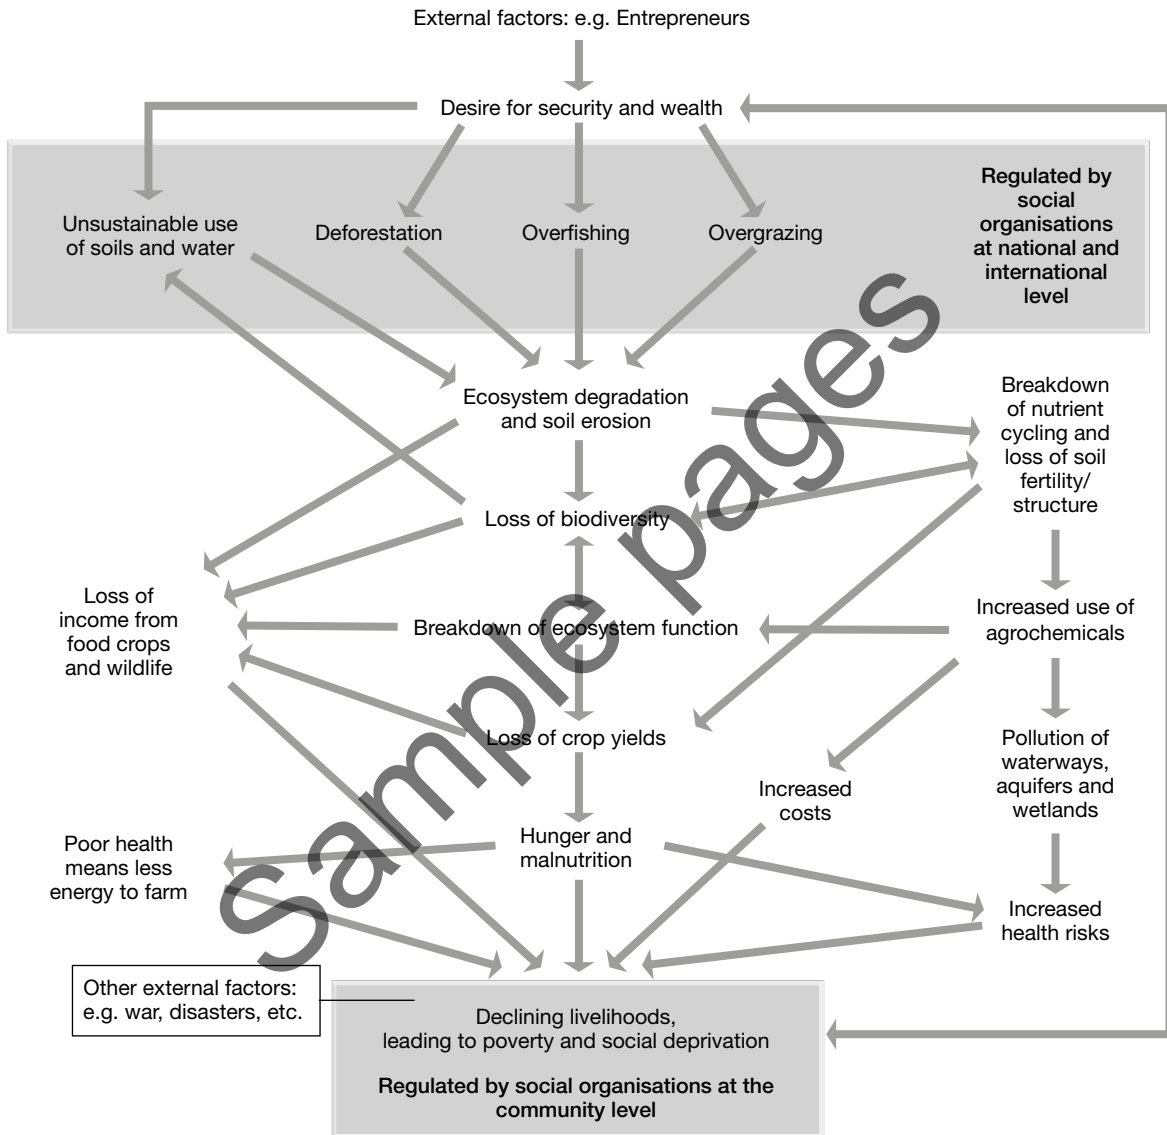 External factors: e.g. Entrepreneurs
Desire for security and wealth
Regulated by
social
organisations
at national and
international
level
Unsustainable use
of soils and water
Deforestation
Overfishing
Overgrazing
Ecosystem degradation
and soil erosion
Breakdown
of nutrient
cycling and
loss of soil
fertility/
structure
Loss of biodiversity
Loss of
income from
food crops
and wildlife
Breakdown of ecosystem function
Increased use of
agrochemicals
Loss of crop yields
Pollution of
waterways,
aquifers and
wetlands
Increased
costs
Hunger and
malnutrition
Poor health
means less
energy to farm
Increased
health risks
Other external factors:
e.g. war, disasters, etc.
Declining livelihoods,
leading to poverty and social deprivation
Regulated by social organisations at the
community level
Sample pages